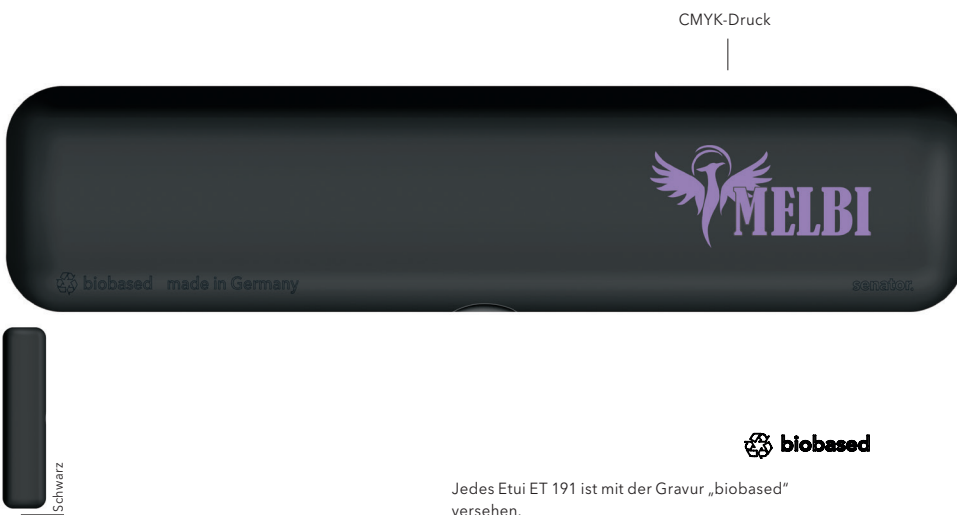 CMYK-Druck
MELBI
biobased made in Germany
senator.
Schwarz
biobased
Jedes Etui ET 191 ist mit der Gravur „biobased“
versehen.